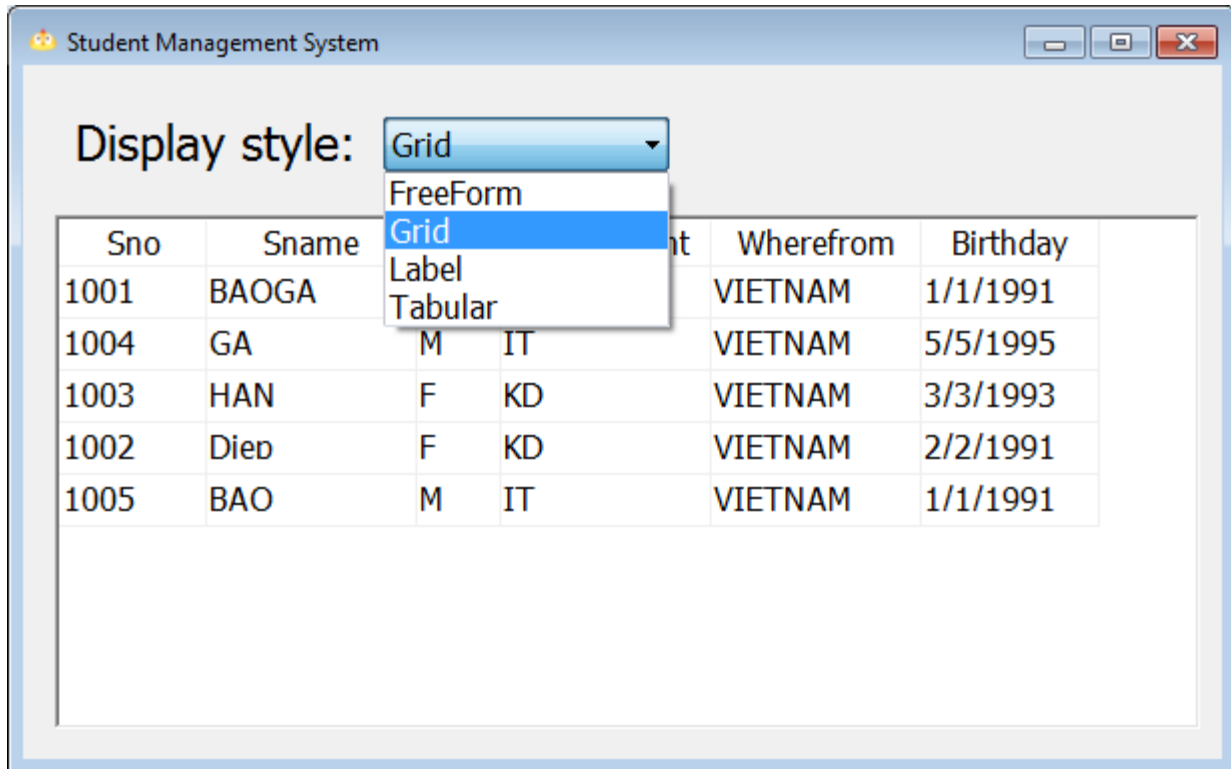 Student Management System
Display style: Grid
FreeForm
Grid
Label
Tabular
Sno Sname Wherefrom Birthday
1001 BAOGA VIETNAM 1/1/1991
1004 GA M IT VIETNAM 5/5/1995
1003 HAN F KD VIETNAM 3/3/1993
1002 Diep F KD VIETNAM 2/2/1991
1005 BAO M IT VIETNAM 1/1/1991